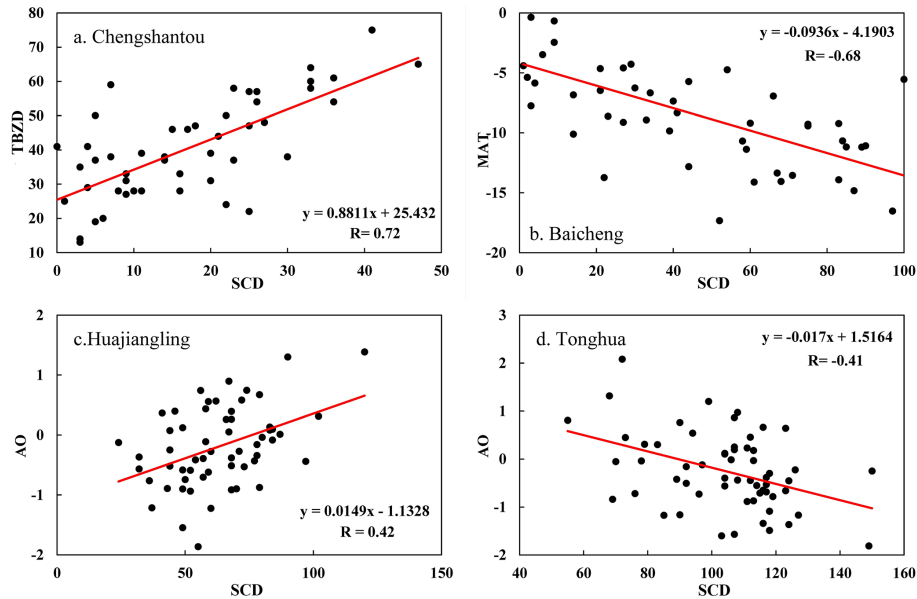 80
70
60
50
40
30
20
10
TBZD
a. Chengshantou
y = 0.8811x + 25.432
R= 0.72
0 10 20 30 40 50
SCD
0
-5
-10
-15
-20
MAT
y = -0.0936x - 4.1903
R= -0.68
b. Baicheng
0 20 40 60 80 100
SCD
2
1
0
-1
-2
AO
c.Huajiangling
y = 0.0149x - 1.1328
R = 0.42
0 50 100 150
SCD
3
2
1
0
-1
-2
AO
d. Tonghua
y = -0.017x + 1.5164
R= -0.41
40 60 80 100 120 140 160
SCD